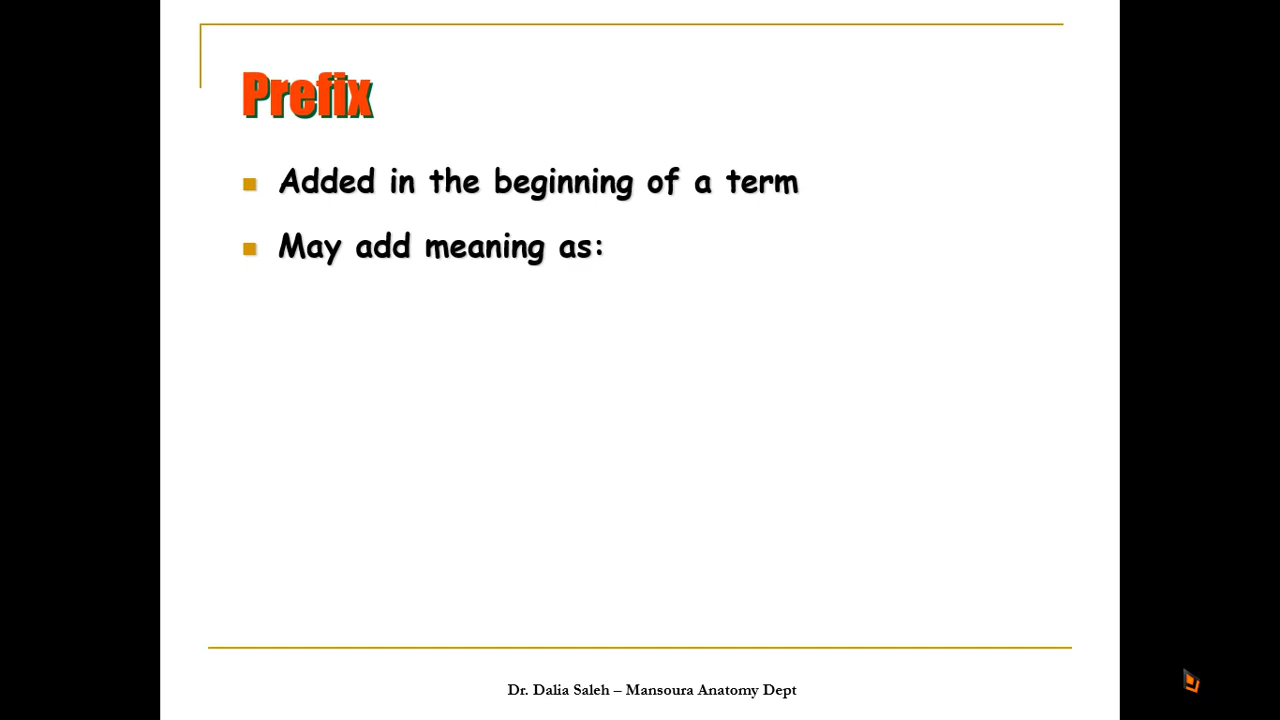 Prefix
Added in the beginning of a term
May add meaning as:
Dr. Dalia Saleh – Mansoura Anatomy Dept